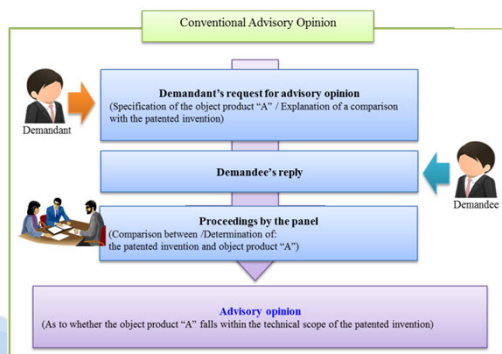 Conventional Advisory Opinion
Demandant's request for advisory opinion
(Specification of the object product "A" / Explanation of a comparison
with the patented invention)
Demandant
Demandee's reply
Demandee
Proceedings by the panel
(Comparison between /Determination of:
the patented invention and object product "A")
Advisory opinion
(As to whether the object product "A" falls within the technical scope of the patented invention)